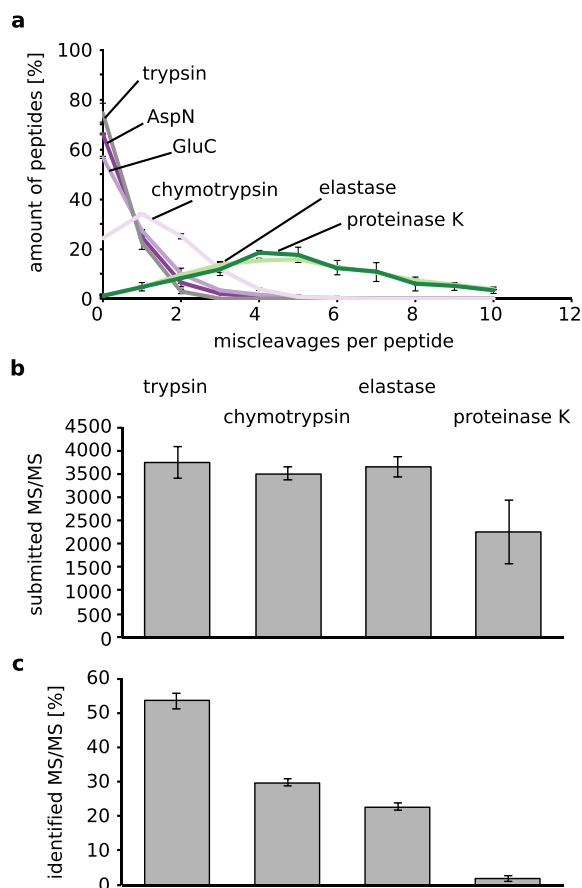 a
amount of peptides [%]
100
80
60
40
20
0
trypsin
AspN
GluC
chymotrypsin
elastase
proteinase K
0 2 4 6 8 10 12
miscleavages per peptide
b
trypsin elastase
chymotrypsin proteinase K
submitted MS/MS
4500
4000
3500
3000
2500
2000
1500
1000
500
0
c
identified MS/MS [%]
60
50
40
30
20
10
0